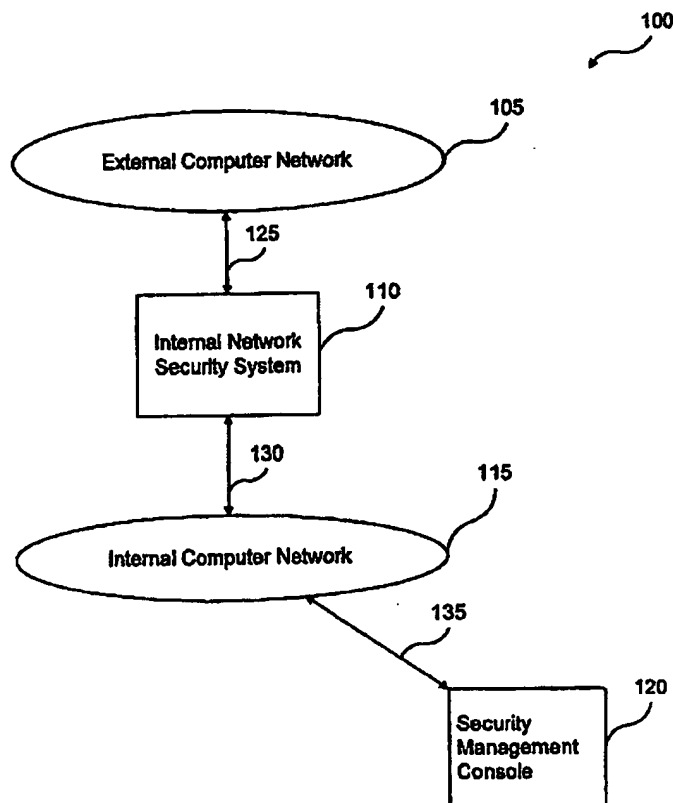 100
105
External Computer Network
125
110
Internal Network
Security System
130
115
Internal Computer Network
135
120
Security
Management
Console